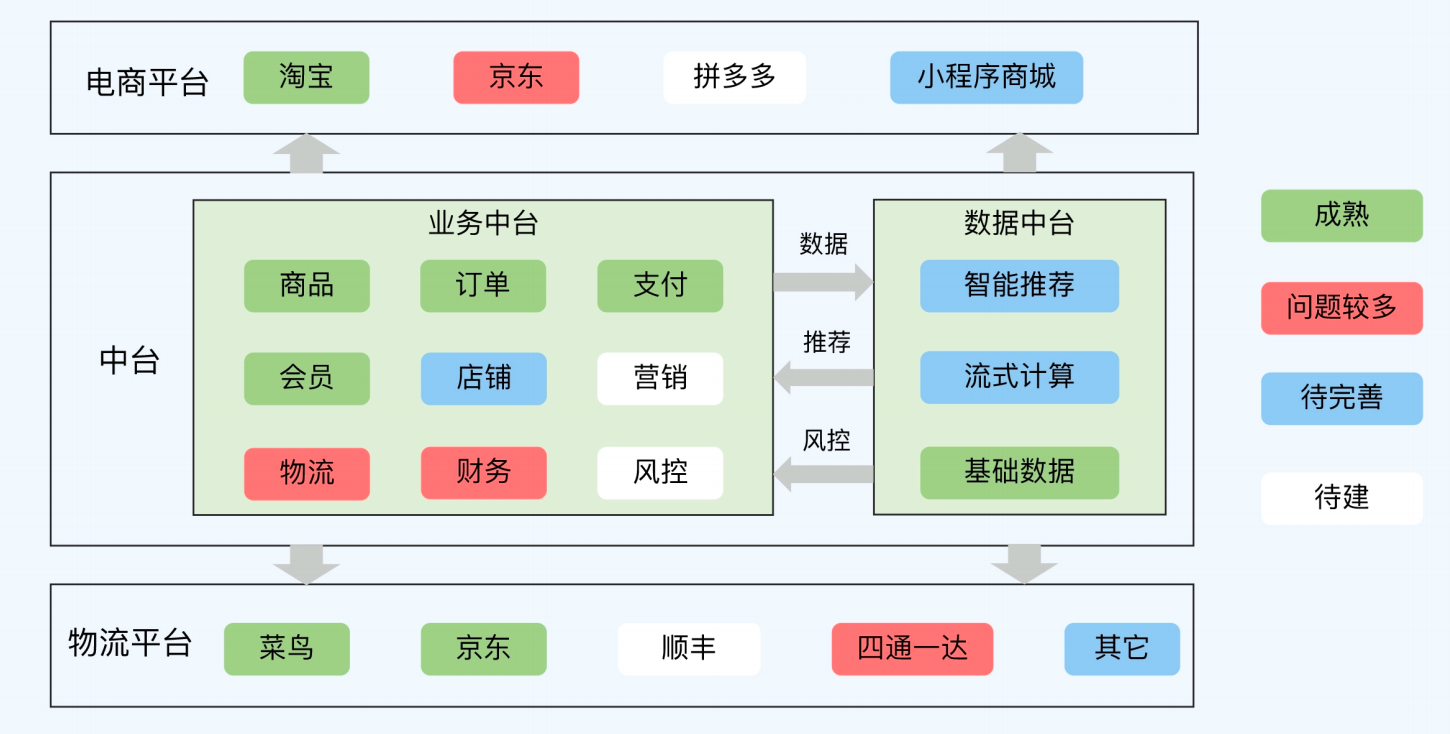 电商平台
淘宝
京东
拼多多
小程序商城
中台
业务中台
商品
订单
支付
会员
店铺
营销
物流
财务
风控
数据
推荐
风控
数据中台
智能推荐
流式计算
基础数据
物流平台
菜鸟
京东
顺丰
四通一达
其它
成熟
问题较多
待完善
待建